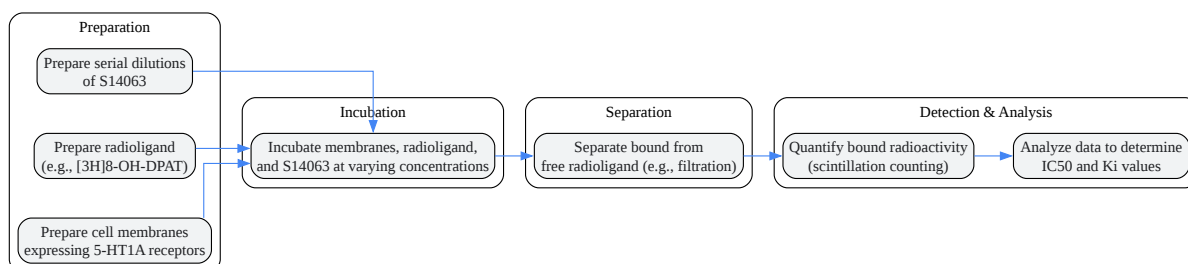 Preparation
Prepare serial dilutions
of S14063
Prepare radioligand
(e.g., [3H]8-OH-DPAT)
Prepare cell membranes
expressing 5-HT1A receptors
Incubation
Incubate membranes, radioligand,
and S14063 at varying concentrations
Separation
Separate bound from
free radioligand (e.g., filtration)
Detection & Analysis
Quantify bound radioactivity
(scintillation counting)
Analyze data to determine
IC50 and Ki values